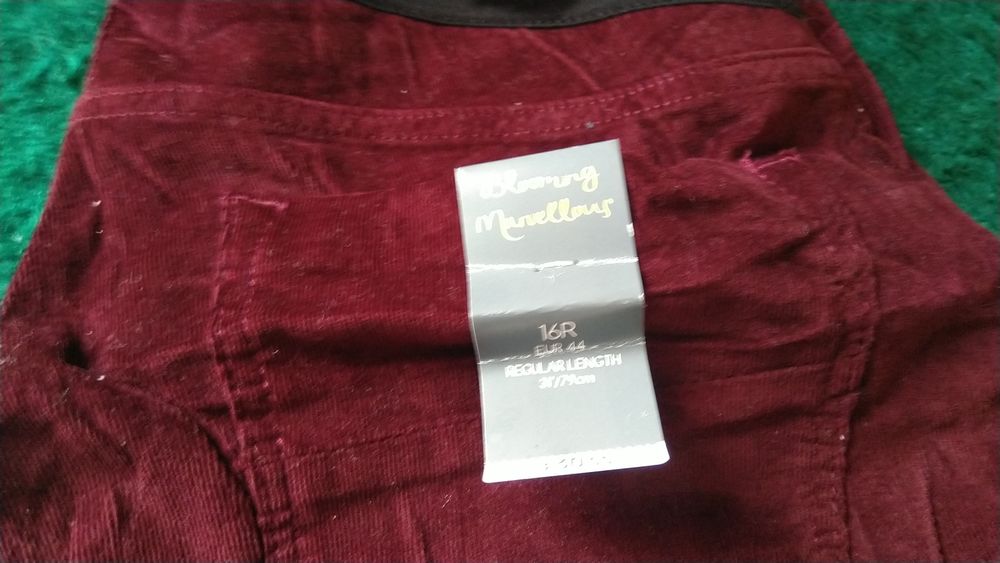 Blooming
Marvellous
16R
EUR 44
REGULAR LENGTH
31"/79cm